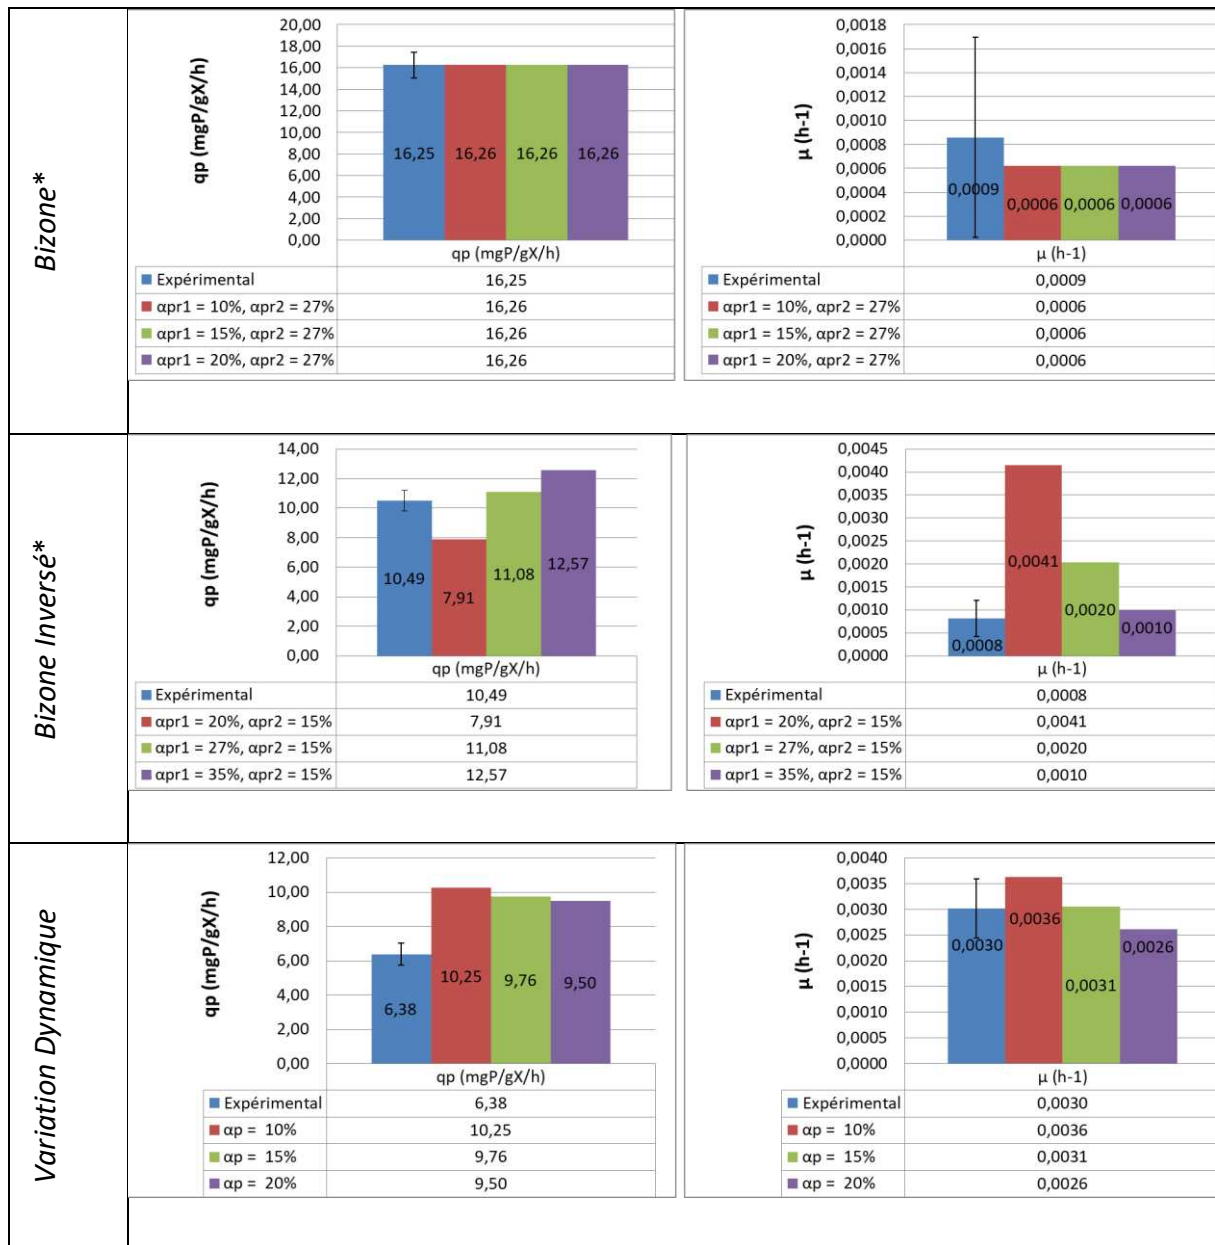 Bizone*
20,00
18,00
16,00
14,00
12,00
10,00
8,00
6,00
4,00
2,00
0,00
qp (mgP/gX/h)
16,25 16,26 16,26 16,26
qp (mgP/gX/h)
Expérimental 16,25
αpr1 = 10%, αpr2 = 27% 16,26
αpr1 = 15%, αpr2 = 27% 16,26
αpr1 = 20%, αpr2 = 27% 16,26
0,0018
0,0016
0,0014
0,0012
0,0010
0,0008
0,0006
0,0004
0,0002
0,0000
µ (h-1)
0,0009 0,0006 0,0006 0,0006
µ (h-1)
Expérimental 0,0009
αpr1 = 10%, αpr2 = 27% 0,0006
αpr1 = 15%, αpr2 = 27% 0,0006
αpr1 = 20%, αpr2 = 27% 0,0006
Bizone Inversé*
14,00
12,00
10,00
8,00
6,00
4,00
2,00
0,00
qp (mgP/gX/h)
10,49 7,91 11,08 12,57
qp (mgP/gX/h)
Expérimental 10,49
αpr1 = 20%, αpr2 = 15% 7,91
αpr1 = 27%, αpr2 = 15% 11,08
αpr1 = 35%, αpr2 = 15% 12,57
0,0045
0,0040
0,0035
0,0030
0,0025
0,0020
0,0015
0,0010
0,0005
0,0000
µ (h-1)
0,0008 0,0041 0,0020 0,0010
µ (h-1)
Expérimental 0,0008
αpr1 = 20%, αpr2 = 15% 0,0041
αpr1 = 27%, αpr2 = 15% 0,0020
αpr1 = 35%, αpr2 = 15% 0,0010
Variation Dynamique
12,00
10,00
8,00
6,00
4,00
2,00
0,00
qp (mgP/gX/h)
6,38 10,25 9,76 9,50
qp (mgP/gX/h)
Expérimental 6,38
αp = 10% 10,25
αp = 15% 9,76
αp = 20% 9,50
0,0040
0,0035
0,0030
0,0025
0,0020
0,0015
0,0010
0,0005
0,0000
µ (h-1)
0,0030 0,0036 0,0031 0,0026
µ (h-1)
Expérimental 0,0030
αp = 10% 0,0036
αp = 15% 0,0031
αp = 20% 0,0026